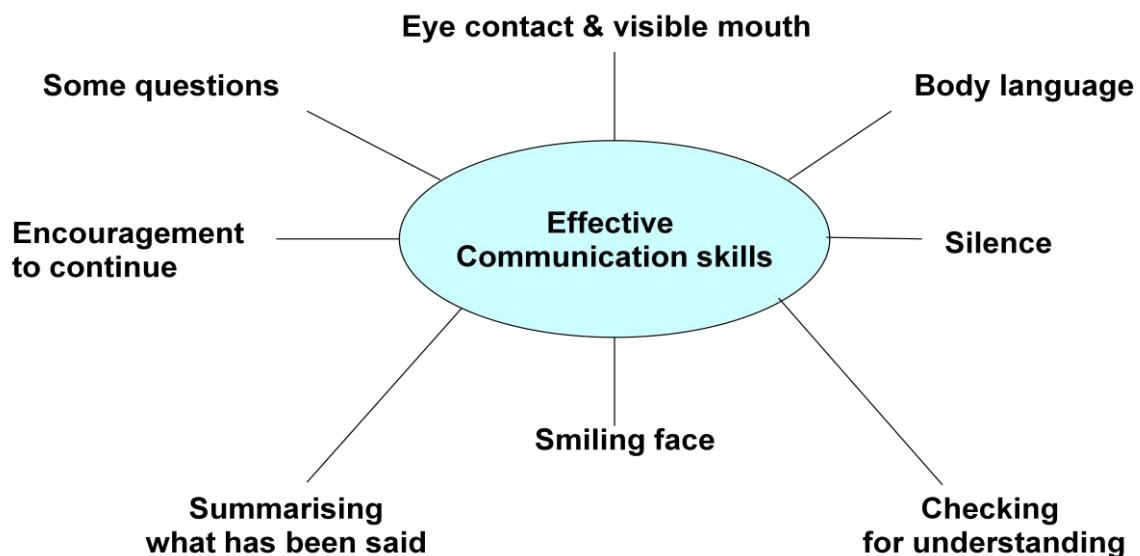 Eye contact & visible mouth
Some questions
Body language
Effective
Communication skills
Encouragement
to continue
Silence
Smiling face
Summarising
what has been said
Checking
for understanding